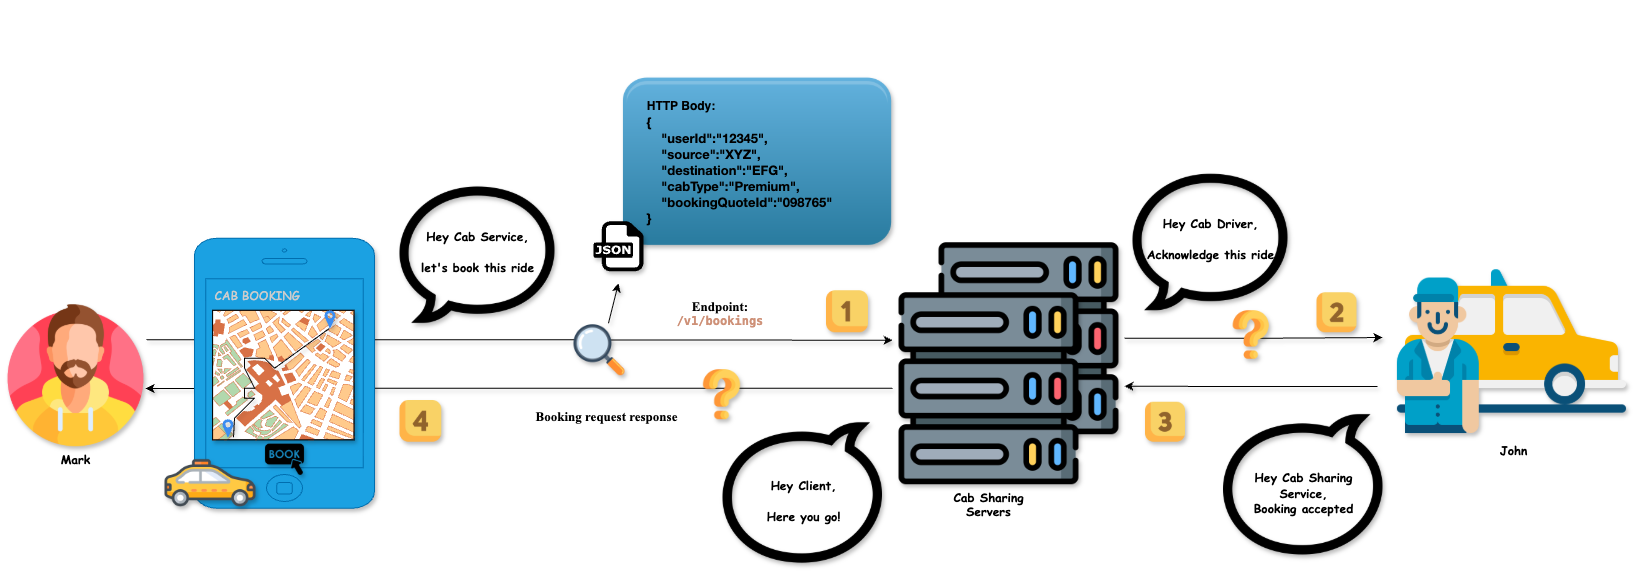 HTTP Body:
{
"userId":"12345",
"source":"XYZ",
"destination":"EFG",
"cabType":"Premium",
"bookingQuoteId":"098765"
}
JSON
Hey Cab Service,
let's book this ride
Hey Cab Driver,
Acknowledge this ride
CAB BOOKING
BOOK
Mark
Endpoint:
/v1/bookings
1
2
3
4
Booking request response
Hey Client,
Here you go!
Cab Sharing
Servers
Hey Cab Sharing
Service,
Booking accepted
John